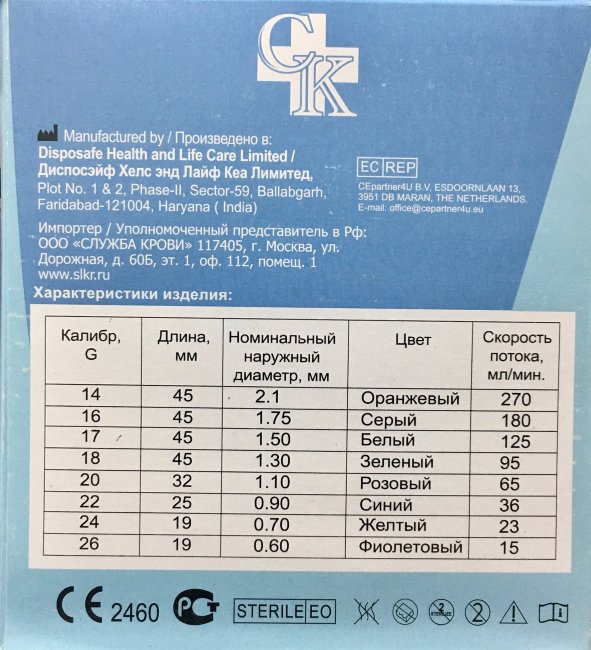 СК
Manufactured by / Произведено в:
Disposafe Health and Life Care Limited /
Диспосэйф Хелс энд Лайф Кеа Лимитед,
Plot No. 1 & 2, Phase-II, Sector-59, Ballabgarh,
Faridabad-121004, Haryana ( India)
EC REP
CEpartner4U B.V, ESDOORNLAAN 13,
3951 DB MARAN, THE NETHERLANDS.
E-mail: office@cepartner4u.eu
Импортер / Уполномоченный представитель в Рф:
ООО «СЛУЖБА КРОВИ» 117405, г. Москва, ул.
Дорожная, д. 60Б, эт. 1, оф. 112, помещ. 1
www.slkr.ru
Характеристики изделия:
Калибр, G Длина, мм Номинальный наружный диаметр, мм Цвет Скорость потока, мл/мин.
14 45 2.1 Оранжевый 270
16 45 1.75 Серый 180
17 45 1.50 Белый 125
18 45 1.30 Зеленый 95
20 32 1.10 Розовый 65
22 25 0.90 Синий 36
24 19 0.70 Желтый 23
26 19 0.60 Фиолетовый 15
CE 2460 РСТ STERILE EO 2 STERILIZE 2